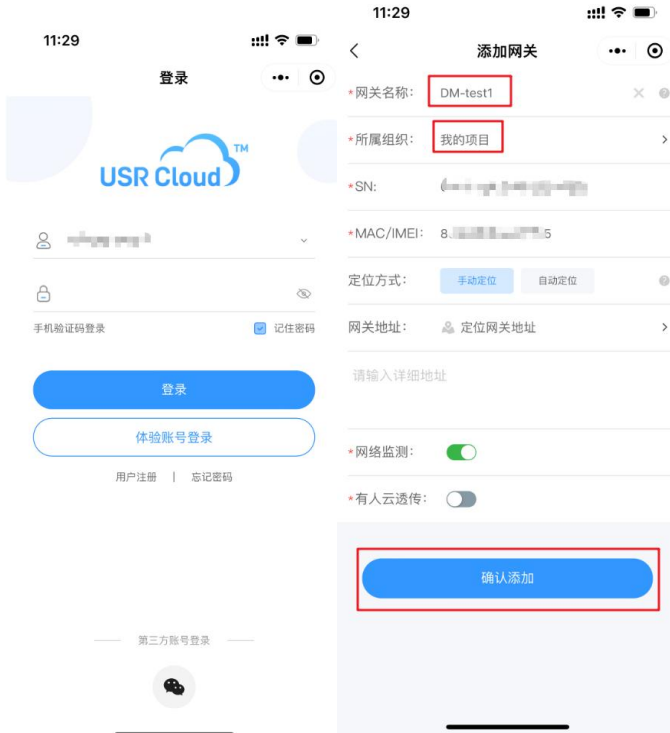 11:29
登录
USR Cloud™
手机验证码登录
记住密码
登录
体验账号登录
用户注册 | 忘记密码
第三方账号登录
11:29
添加网关
*网关名称: DM-test1
*所属组织: 我的项目
*SN:
*MAC/IMEI: 8 5
定位方式: 手动定位 自动定位
网关地址: 定位网关地址
请输入详细地址
*网络监测:
*有人云透传:
确认添加